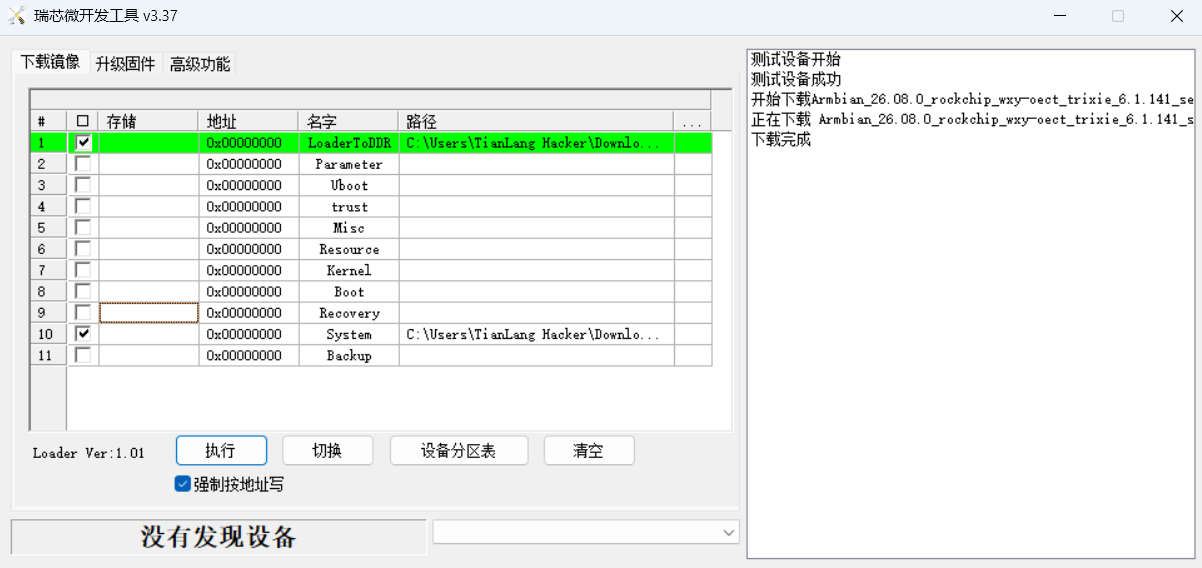 瑞芯微开发工具 v3.37
下载镜像 升级固件 高级功能
# 存储 地址 名字 路径 ...
1 0x00000000 LoaderToDDR C:\Users\TianLang Hacker\Downlo...
2 0x00000000 Parameter
3 0x00000000 Uboot
4 0x00000000 trust
5 0x00000000 Misc
6 0x00000000 Resource
7 0x00000000 Kernel
8 0x00000000 Boot
9 0x00000000 Recovery
10 0x00000000 System C:\Users\TianLang Hacker\Downlo...
11 0x00000000 Backup
Loader Ver:1.01 执行 切换 设备分区表 清空
强制按地址写
没有发现设备
测试设备开始
测试设备成功
开始下载Armbian_26.08.0_rockchip_wxy-oect_trixie_6.1.141_se
正在下载 Armbian_26.08.0_rockchip_wxy-oect_trixie_6.1.141_s
下载完成